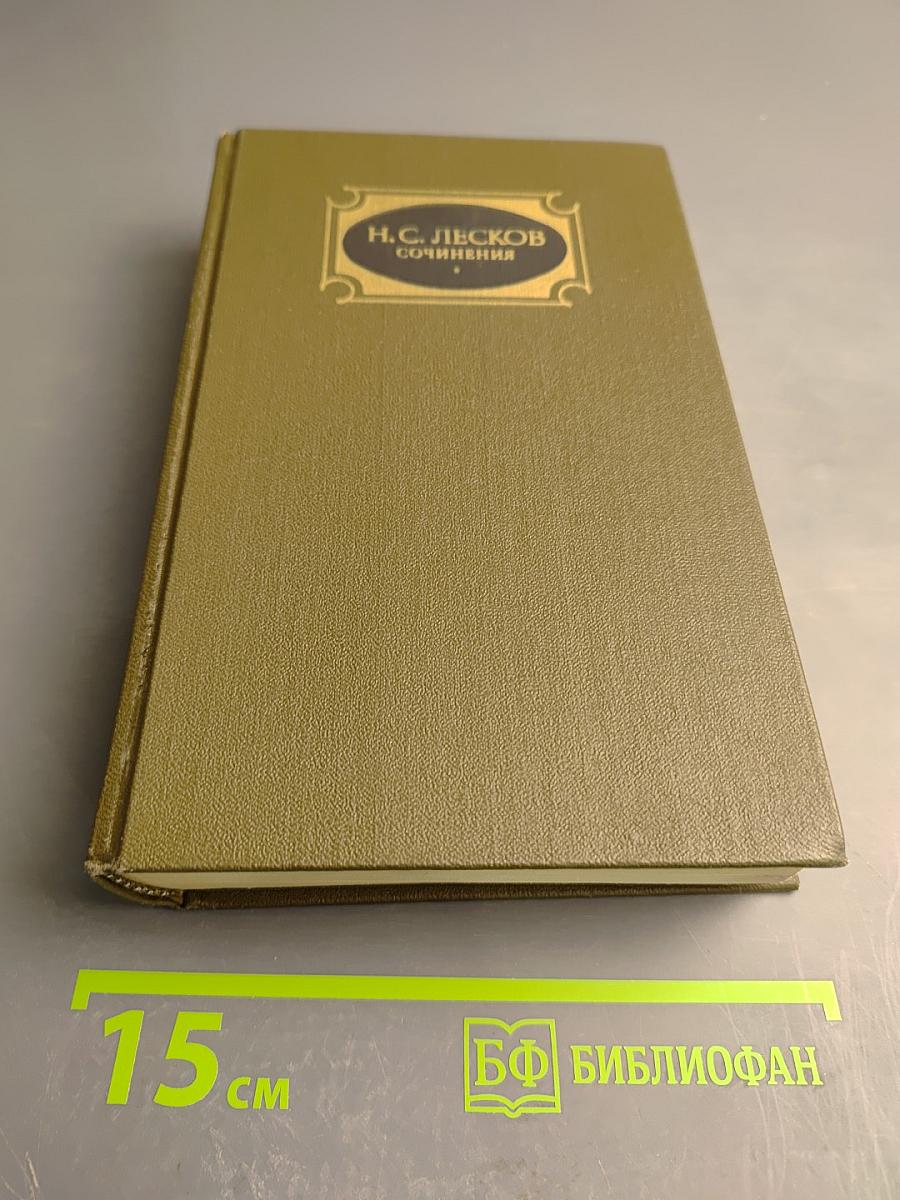 Н. С. ЛЕСКОВ
СОЧИНЕНИЯ
15 см
БФ БИБЛИОФАН